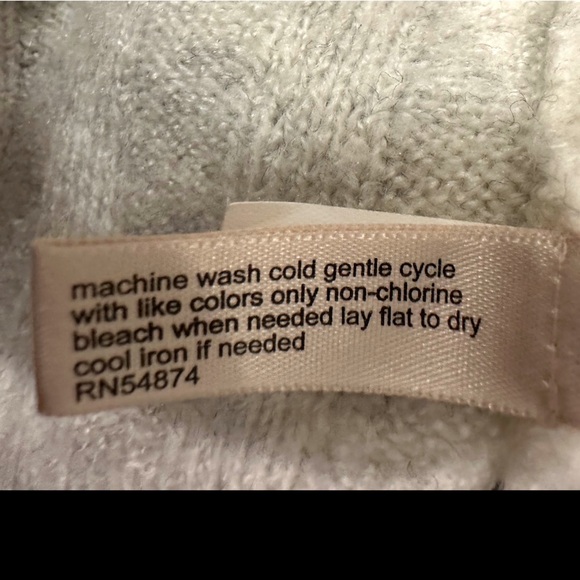 machine wash cold gentle cycle
with like colors only non-chlorine
bleach when needed lay flat to dry
cool iron if needed
RN54874